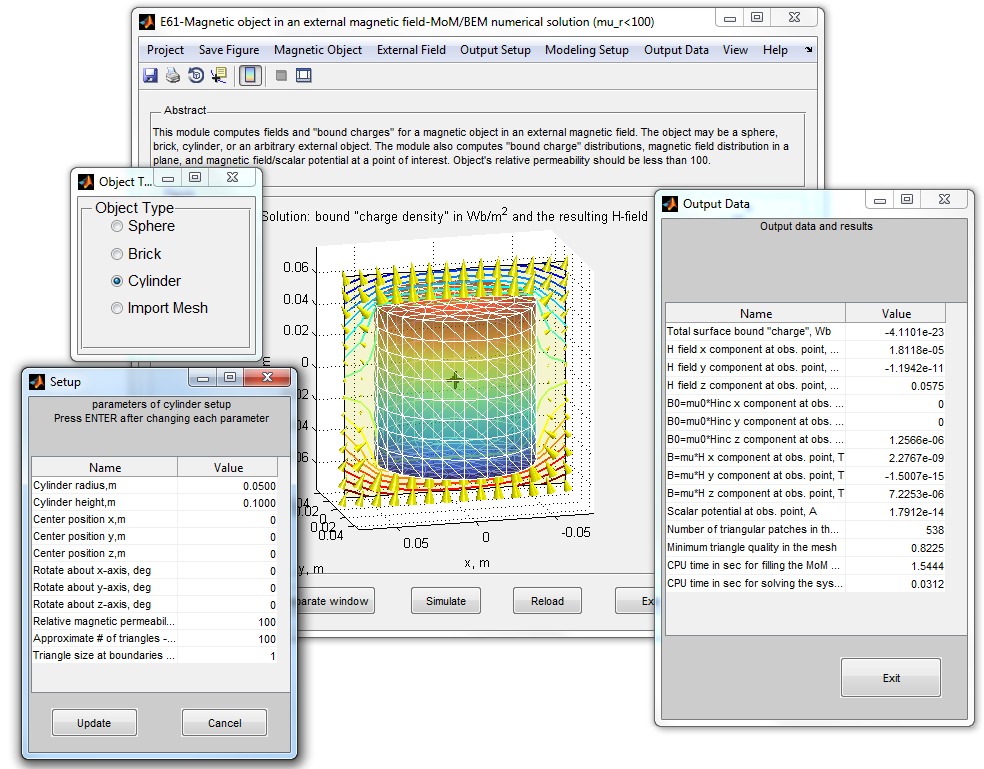 E61-Magnetic object in an external magnetic field-MoM/BEM numerical solution (mu_r<100)
Project Save Figure Magnetic Object External Field Output Setup Modeling Setup Output Data View Help
Abstract
This module computes fields and "bound charges" for a magnetic object in an external magnetic field. The object may be a sphere,
brick, cylinder, or an arbitrary external object. The module also computes "bound charge" distributions, magnetic field distribution in a
plane, and magnetic field/scalar potential at a point of interest. Object's relative permeability should be less than 100.
Object T...
Object Type
Sphere
Brick
Cylinder
Import Mesh
Solution: bound "charge density" in Wb/m2 and the resulting H-field
0.06
0.04
0.02
0
02
04
06
m
.04
0.02
0
0.02
0.04
0.05
0
-0.05
x, m
y, m
parate window
Simulate
Reload
Exi
Setup
parameters of cylinder setup
Press ENTER after changing each parameter
Name Value
Cylinder radius,m 0.0500
Cylinder height,m 0.1000
Center position x,m 0
Center position y,m 0
Center position z,m 0
Rotate about x-axis, deg 0
Rotate about y-axis, deg 0
Rotate about z-axis, deg 0
Relative magnetic permeabil... 100
Approximate # of triangles -... 100
Triangle size at boundaries ... 1
Update
Cancel
Output Data
Output data and results
Name Value
Total surface bound "charge", Wb -4.1101e-23
H field x component at obs. point, ... 1.8118e-05
H field y component at obs. point, ... -1.1942e-11
H field z component at obs. point, ... 0.0575
B0=mu0*Hinc x component at obs. ... 0
B0=mu0*Hinc y component at obs. ... 0
B0=mu0*Hinc z component at obs. ... 1.2566e-06
B=mu*H x component at obs. point, T 2.2767e-09
B=mu*H y component at obs. point, T -1.5007e-15
B=mu*H z component at obs. point, T 7.2253e-06
Scalar potential at obs. point, A 1.7912e-14
Number of triangular patches in th... 538
Minimum triangle quality in the mesh 0.8225
CPU time in sec for filling the MoM ... 1.5444
CPU time in sec for solving the sys... 0.0312
Exit